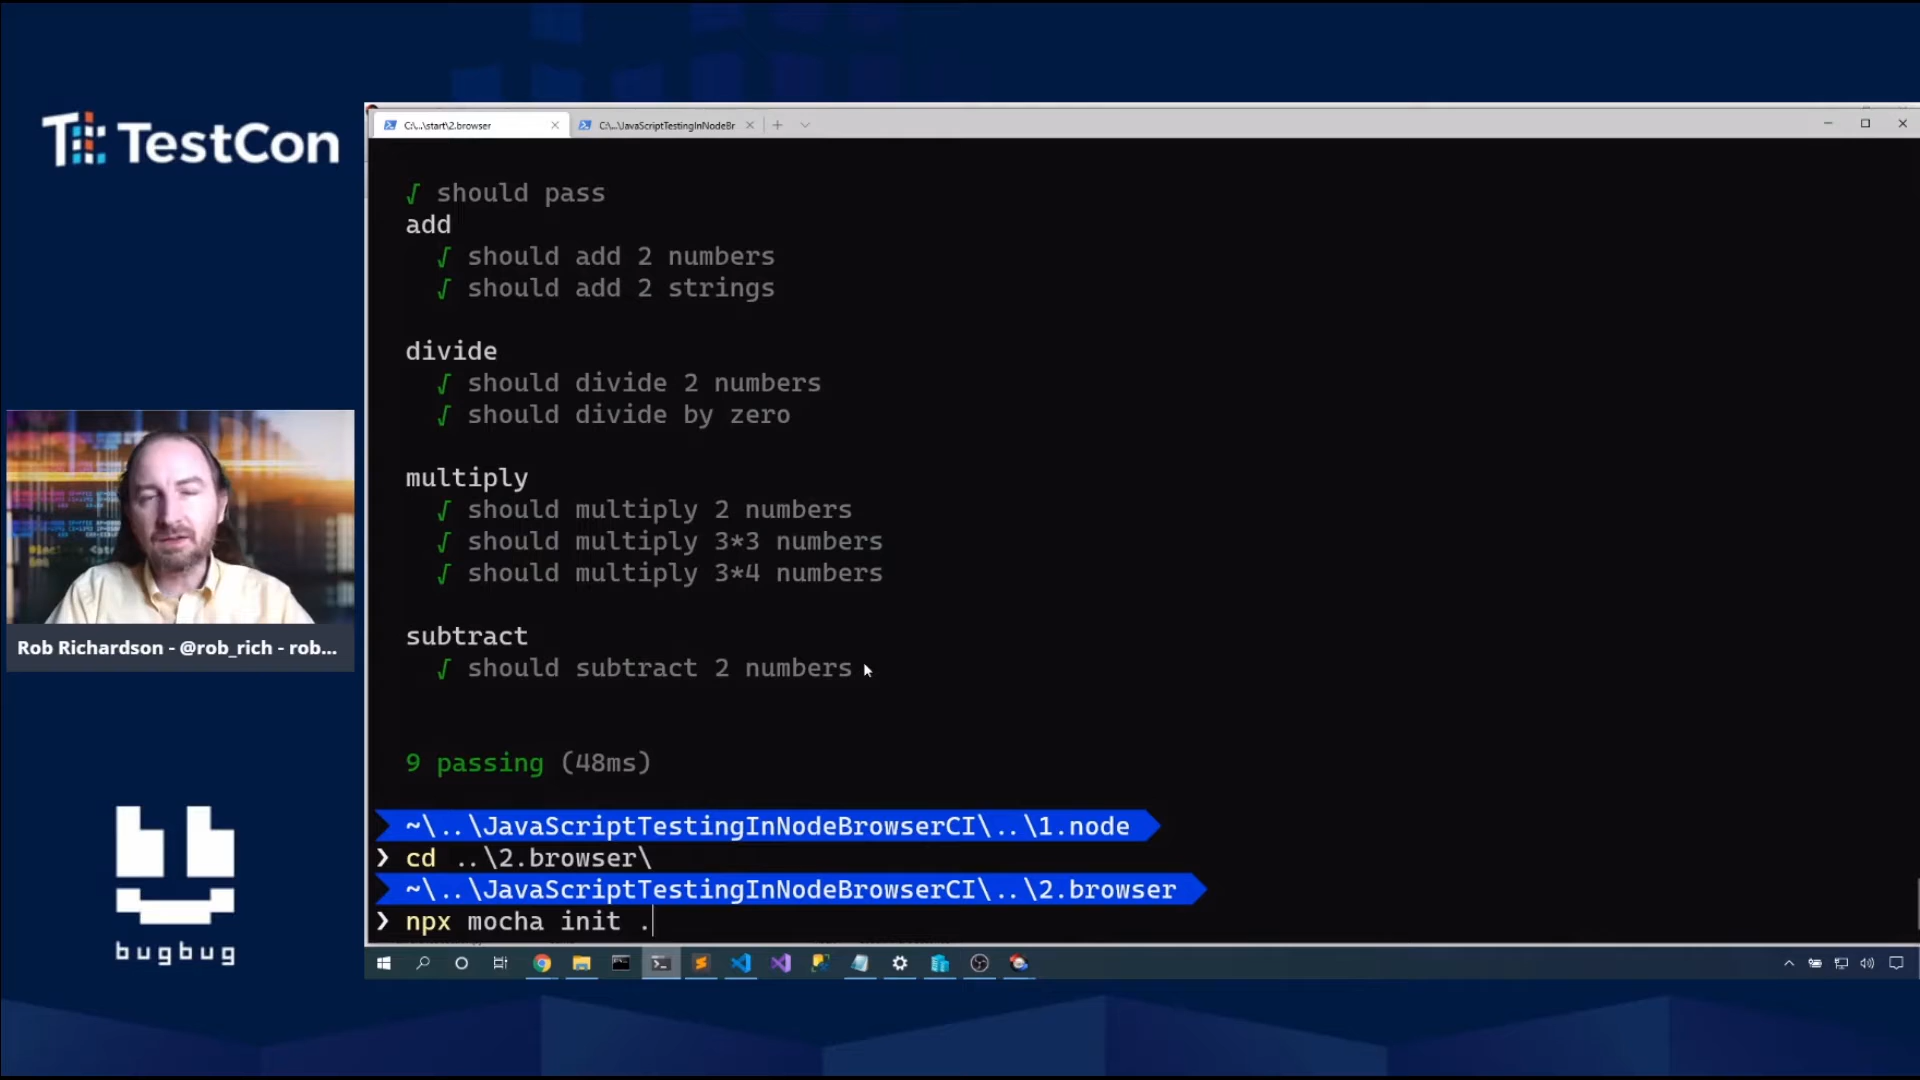 TestCon
C:\...\start\2.browser
C:\...\JavaScriptTestingInNodeBr
√ should pass
add
√ should add 2 numbers
√ should add 2 strings
divide
√ should divide 2 numbers
√ should divide by zero
multiply
√ should multiply 2 numbers
√ should multiply 3*3 numbers
√ should multiply 3*4 numbers
subtract
√ should subtract 2 numbers
9 passing (48ms)
~\..\JavaScriptTestingInNodeBrowserCI\..\1.node
❯ cd ..\2.browser\
~\..\JavaScriptTestingInNodeBrowserCI\..\2.browser
❯ npx mocha init .
Rob Richardson - @rob_rich - rob...
bugbug